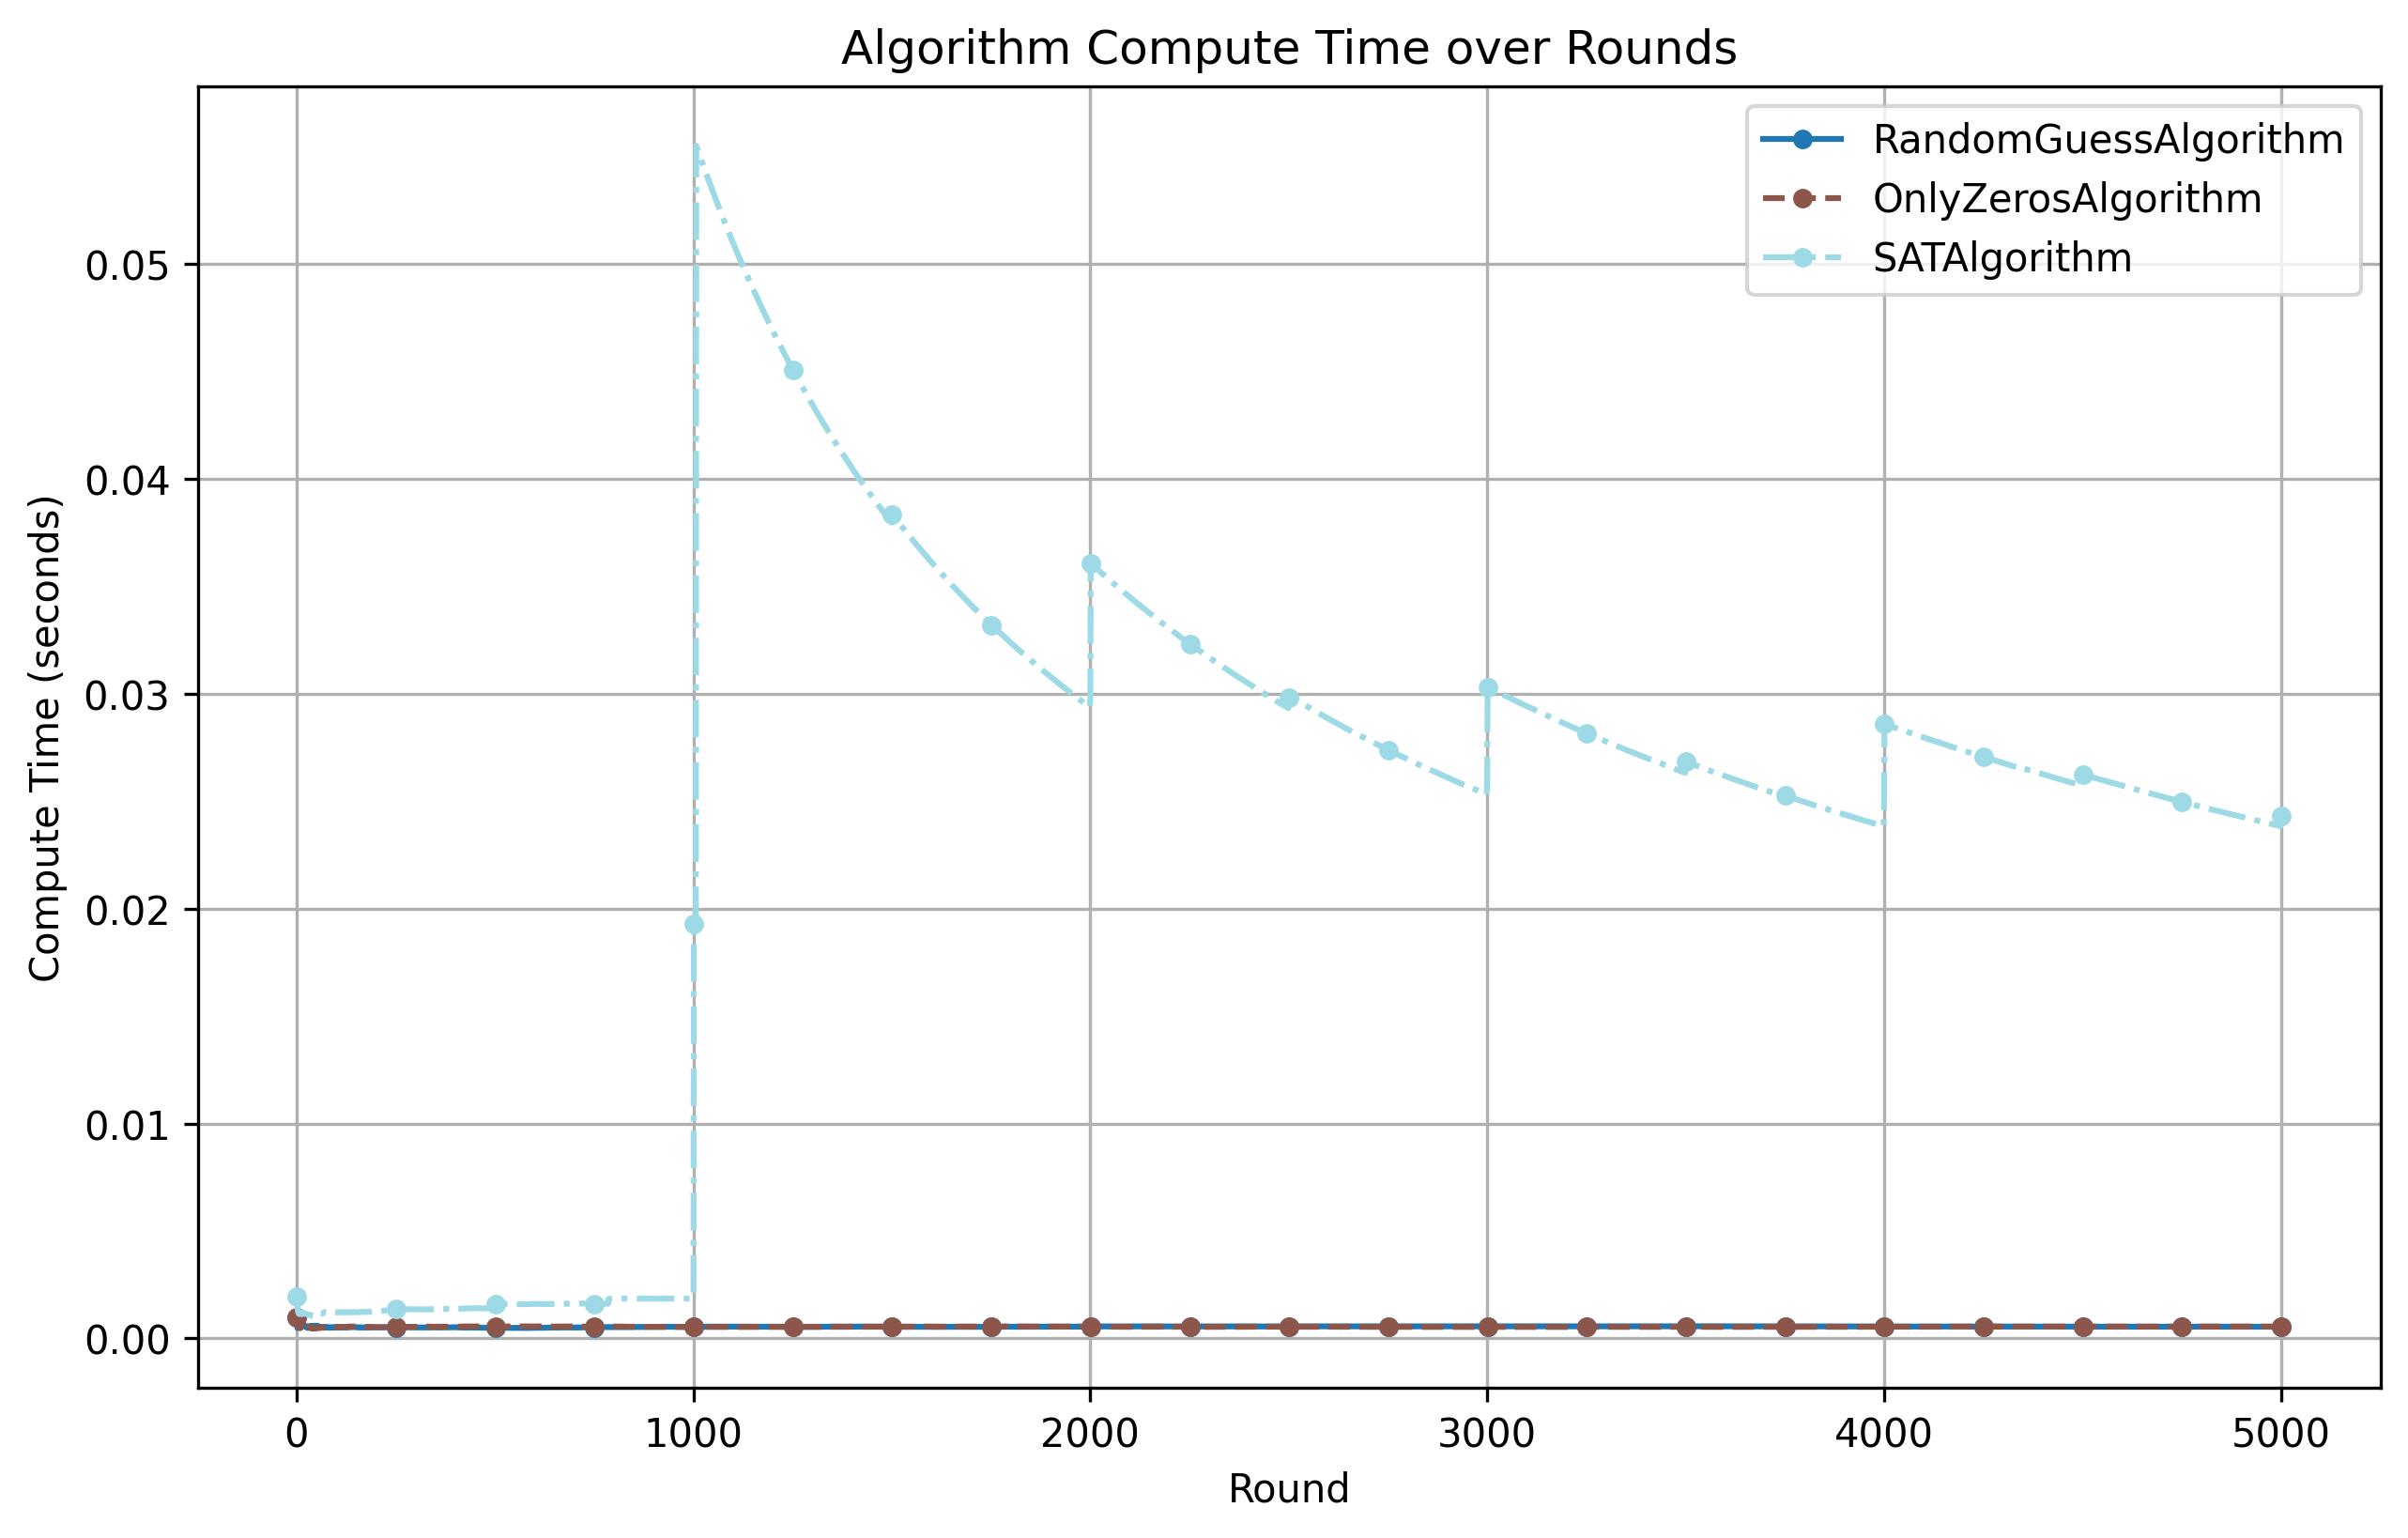 Algorithm Compute Time over Rounds
RandomGuessAlgorithm
OnlyZerosAlgorithm
SATAlgorithm
Compute Time (seconds)
0.05
0.04
0.03
0.02
0.01
0.00
0 1000 2000 3000 4000 5000
Round